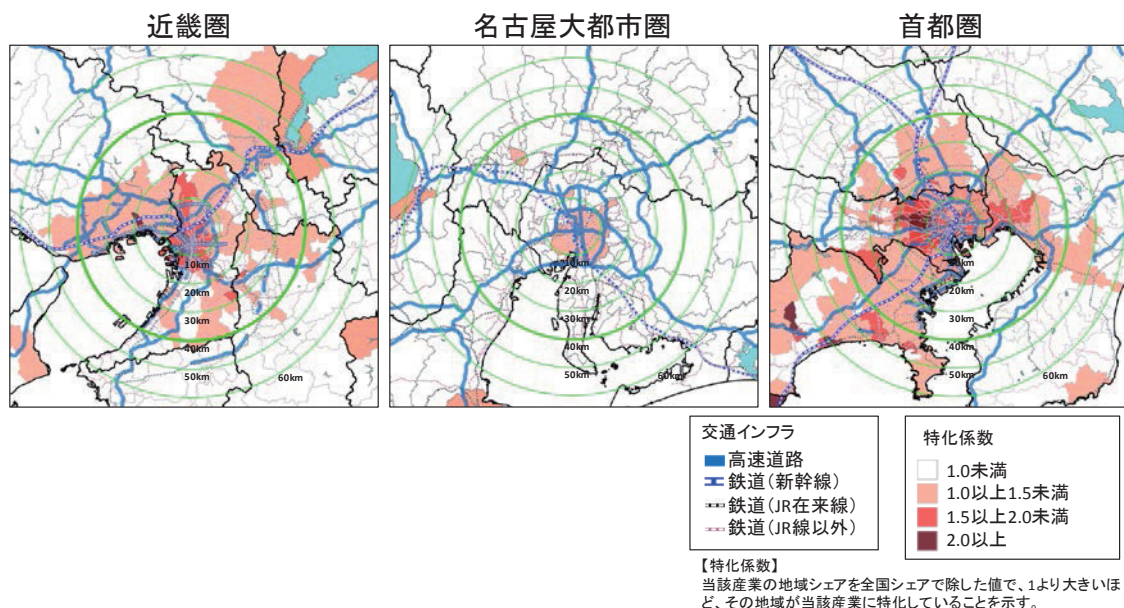 近畿圏
名古屋大都市圏
首都圏
10km
20km
30km
40km
50km
60km
10km
20km
30km
40km
50km
60km
20km
30km
40km
50km
60km
交通インフラ
高速道路
鉄道（新幹線）
鉄道（JR在来線）
鉄道（JR線以外）
特化係数
1.0未満
1.0以上1.5未満
1.5以上2.0未満
2.0以上
【特化係数】
当該産業の地域シェアを全国シェアで除した値で、1より大きいほ
ど、その地域が当該産業に特化していることを示す。